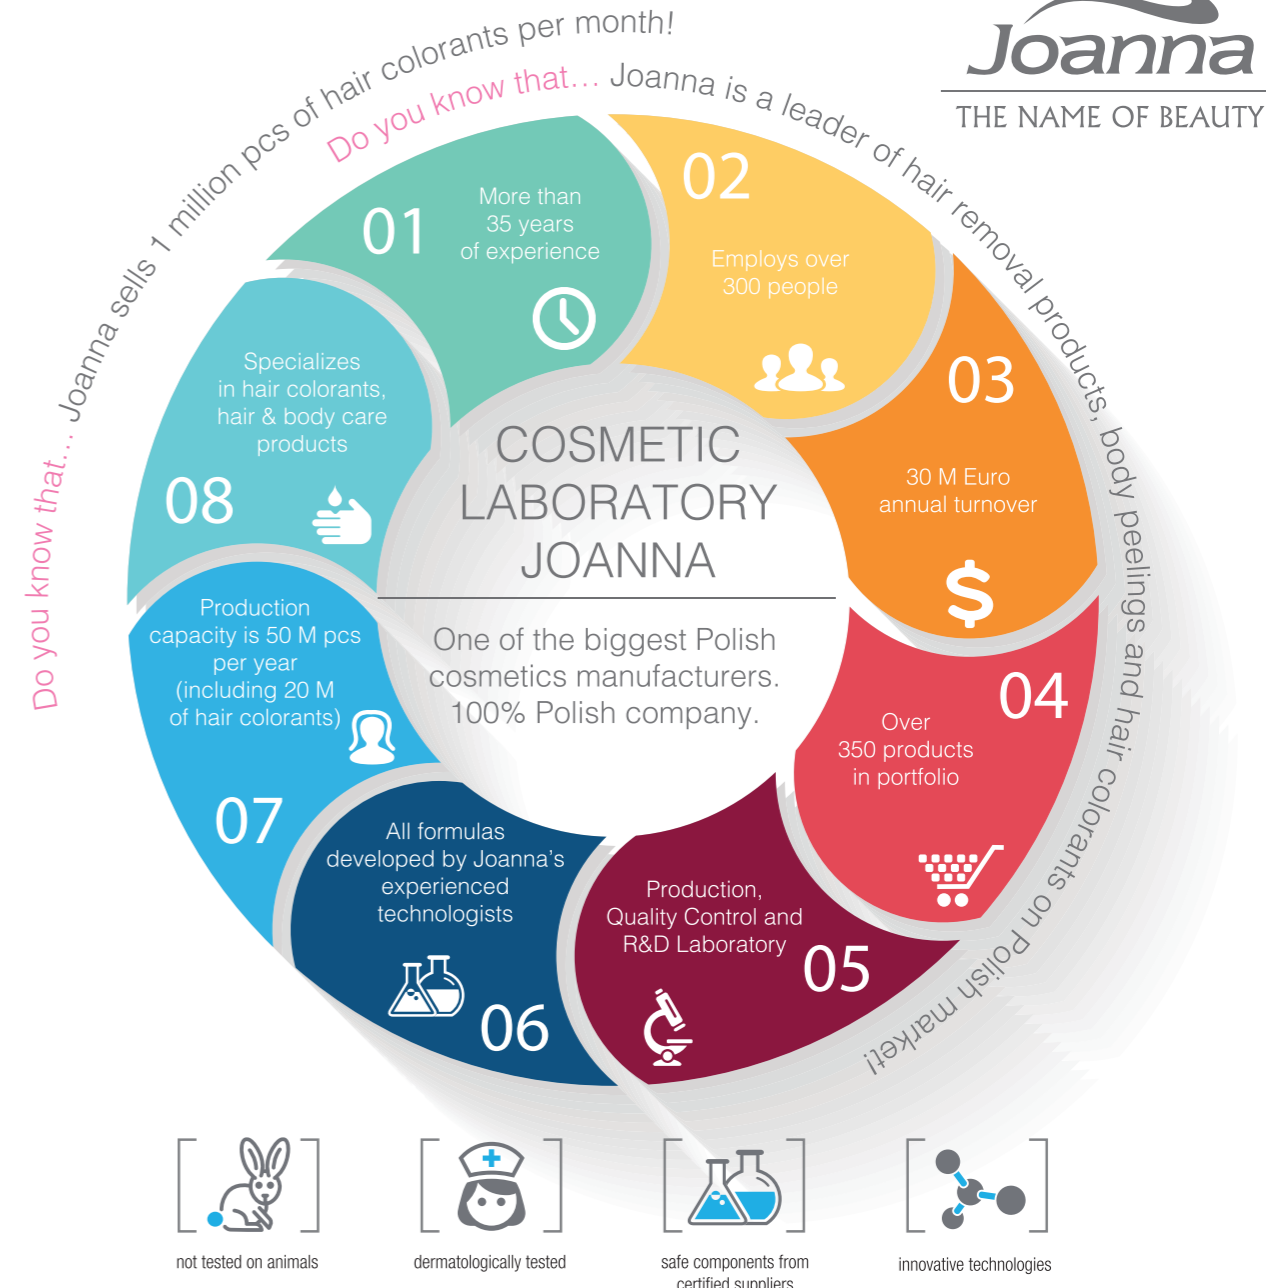 Joanna
THE NAME OF BEAUTY
Do you know that... Joanna sells 1 million pcs of hair colorants per month!
Do you know that... Joanna is a leader of hair removal products, body peelings and hair colorants on Polish market!
01
More than
35 years
of experience
02
Employs over
300 people
03
30 M Euro
annual turnover
$
04
Over
350 products
in portfolio
05
Production,
Quality Control and
R&D Laboratory
06
All formulas
developed by Joanna’s
experienced
technologists
07
Production
capacity is 50 M pcs
per year
(including 20 M
of hair colorants)
08
Specializes
in hair colorants,
hair & body care
products
COSMETIC
LABORATORY
JOANNA
One of the biggest Polish
cosmetics manufacturers.
100% Polish company.
not tested on animals
dermatologically tested
safe components from
certified suppliers
innovative technologies